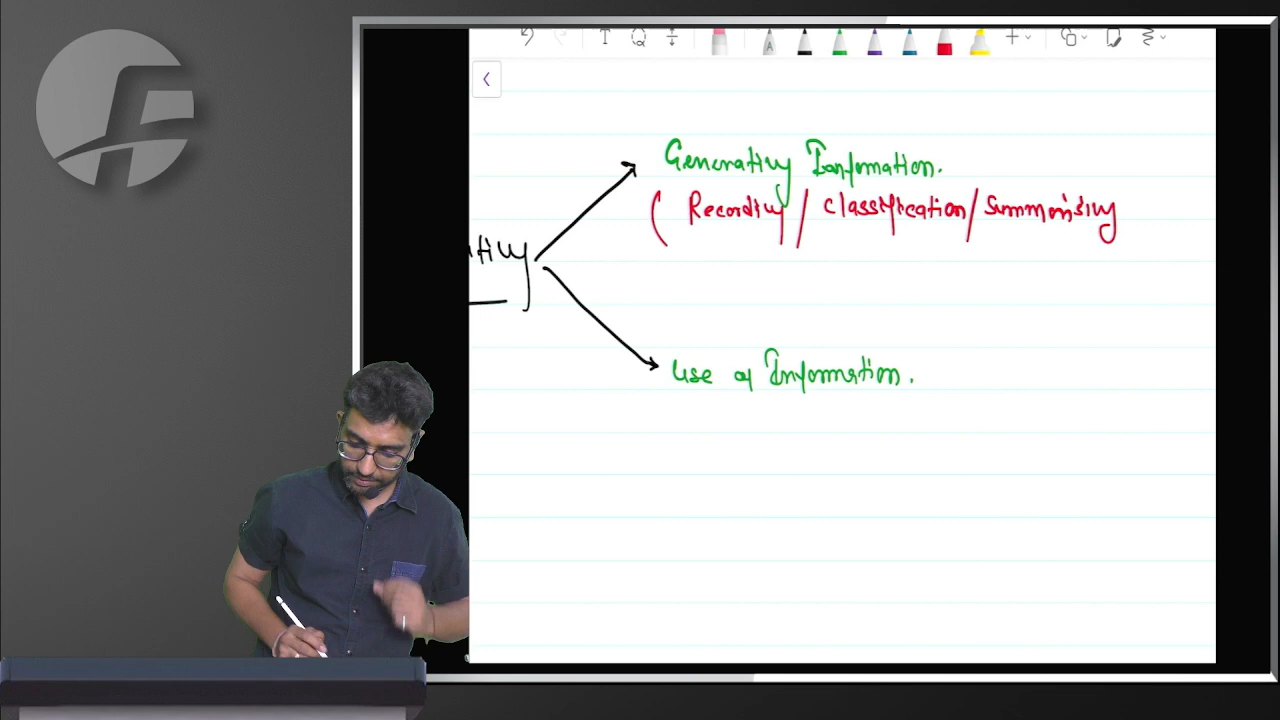 Generating Information.
( Recording / Classification / Summarising
Use of Information.